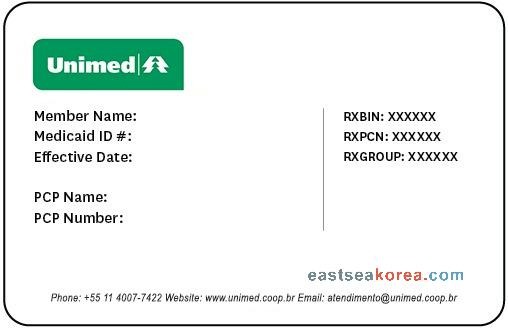 Unimed
Member Name:
Medicaid ID #:
Effective Date:
PCP Name:
PCP Number:
RXBIN: XXXXXX
RXPCN: XXXXXX
RXGROUP: XXXXXX
eastseakorea.com
Phone: +55 11 4007-7422 Website: www.unimed.coop.br Email: atendimento@unimed.coop.br